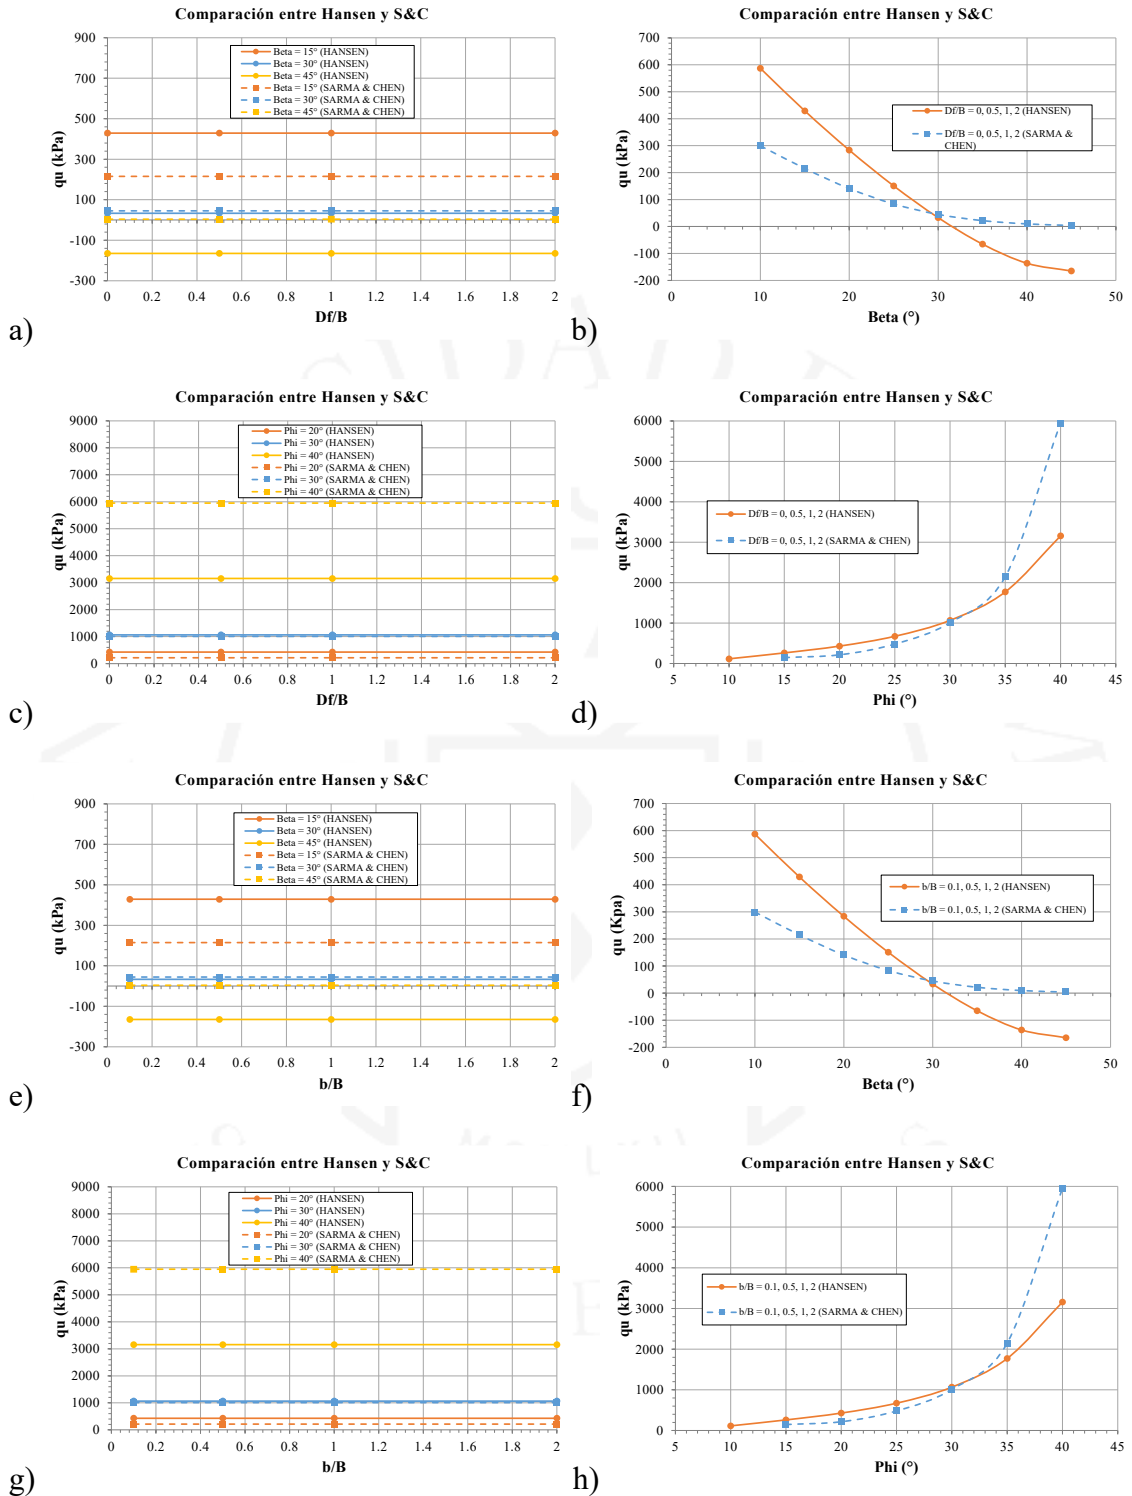 Comparación entre Hansen y S&C
900
700
500
300
100
-100
-300
qu (kPa)
Beta = 15° (HANSEN)
Beta = 30° (HANSEN)
Beta = 45° (HANSEN)
Beta = 15° (SARMA & CHEN)
Beta = 30° (SARMA & CHEN)
Beta = 45° (SARMA & CHEN)
0 0.2 0.4 0.6 0.8 1 1.2 1.4 1.6 1.8 2
Df/B
a)
Comparación entre Hansen y S&C
700
600
500
400
300
200
100
0
-100
-200
qu (kPa)
Df/B = 0, 0.5, 1, 2 (HANSEN)
Df/B = 0, 0.5, 1, 2 (SARMA &
CHEN)
0 10 20 30 40 50
Beta (°)
b)
Comparación entre Hansen y S&C
9000
8000
7000
6000
5000
4000
3000
2000
1000
0
qu (kPa)
Phi = 20° (HANSEN)
Phi = 30° (HANSEN)
Phi = 40° (HANSEN)
Phi = 20° (SARMA & CHEN)
Phi = 30° (SARMA & CHEN)
Phi = 40° (SARMA & CHEN)
0 0.2 0.4 0.6 0.8 1 1.2 1.4 1.6 1.8 2
Df/B
c)
Comparación entre Hansen y S&C
6000
5000
4000
3000
2000
1000
0
qu (kPa)
Df/B = 0, 0.5, 1, 2 (HANSEN)
Df/B = 0, 0.5, 1, 2 (SARMA & CHEN)
5 10 15 20 25 30 35 40 45
Phi (°)
d)
Comparación entre Hansen y S&C
900
700
500
300
100
-100
-300
qu (kPa)
Beta = 15° (HANSEN)
Beta = 30° (HANSEN)
Beta = 45° (HANSEN)
Beta = 15° (SARMA & CHEN)
Beta = 30° (SARMA & CHEN)
Beta = 45° (SARMA & CHEN)
0 0.2 0.4 0.6 0.8 1 1.2 1.4 1.6 1.8 2
b/B
e)
Comparación entre Hansen y S&C
700
600
500
400
300
200
100
0
-100
-200
qu (Kpa)
b/B = 0.1, 0.5, 1, 2 (HANSEN)
b/B = 0.1, 0.5, 1, 2 (SARMA & CHEN)
0 10 20 30 40 50
Beta (°)
f)
Comparación entre Hansen y S&C
9000
8000
7000
6000
5000
4000
3000
2000
1000
0
qu (kPa)
Phi = 20° (HANSEN)
Phi = 30° (HANSEN)
Phi = 40° (HANSEN)
Phi = 20° (SARMA & CHEN)
Phi = 30° (SARMA & CHEN)
Phi = 40° (SARMA & CHEN)
0 0.2 0.4 0.6 0.8 1 1.2 1.4 1.6 1.8 2
b/B
g)
Comparación entre Hansen y S&C
6000
5000
4000
3000
2000
1000
0
qu (kPa)
b/B = 0.1, 0.5, 1, 2 (HANSEN)
b/B = 0.1, 0.5, 1, 2 (SARMA & CHEN)
5 10 15 20 25 30 35 40 45
Phi (°)
h)